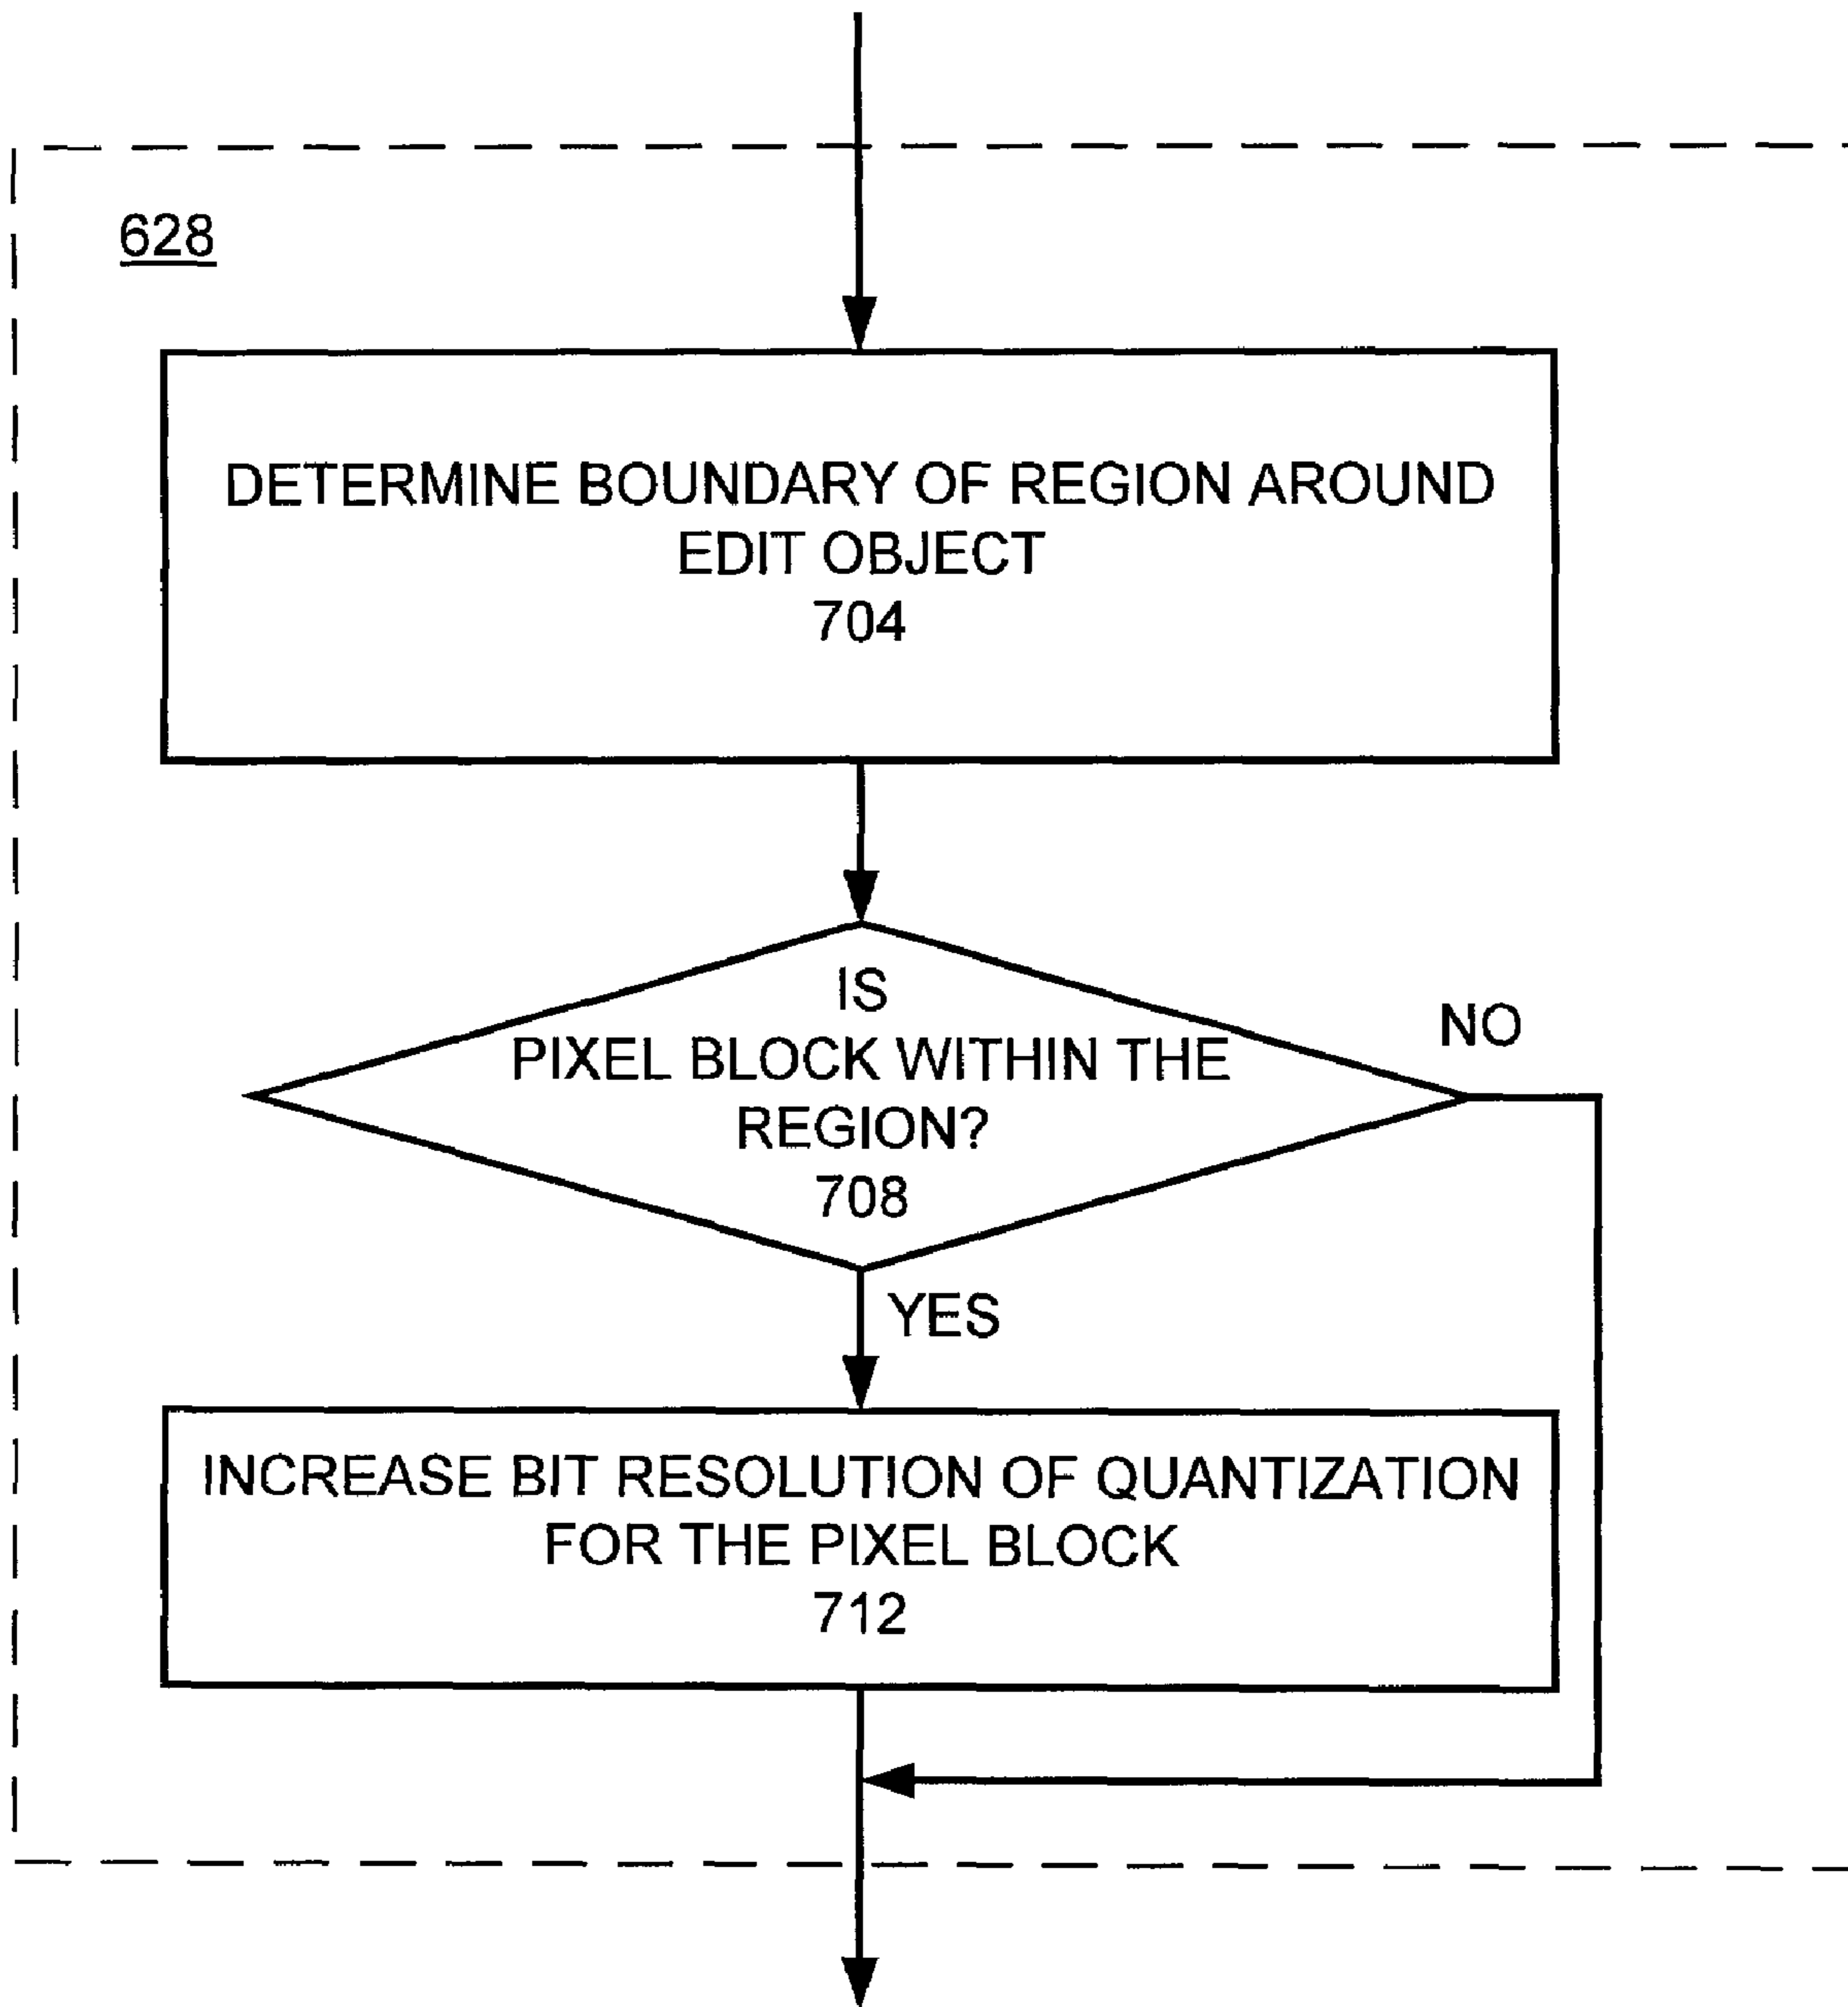 628
DETERMINE BOUNDARY OF REGION AROUND
EDIT OBJECT
704
IS
PIXEL BLOCK WITHIN THE
REGION?
708
NO
YES
INCREASE BIT RESOLUTION OF QUANTIZATION
FOR THE PIXEL BLOCK
712